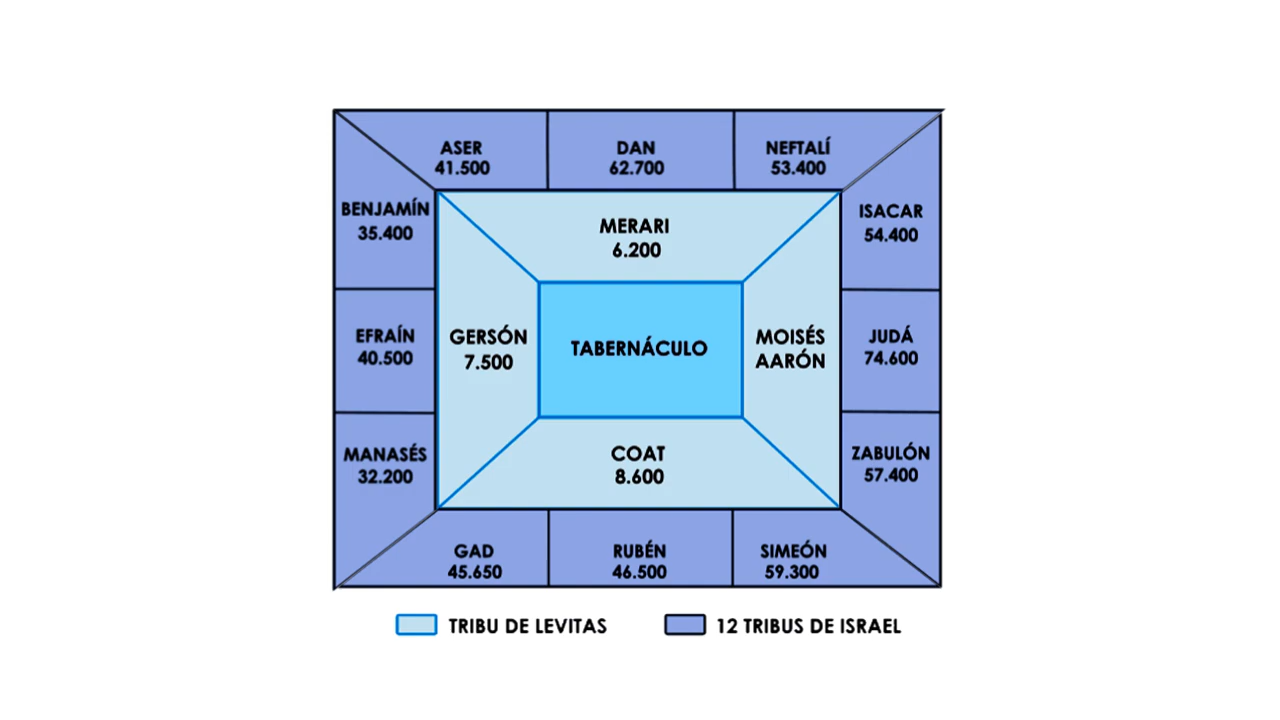 ASER
41.500
DAN
62.700
NEFTALÍ
53.400
BENJAMÍN
35.400
MERARI
6.200
ISACAR
54.400
EFRAÍN
40.500
GERSÓN
7.500
TABERNÁCULO
MOISÉS
AARÓN
JUDÁ
74.600
MANASÉS
32.200
COAT
8.600
ZABULÓN
57.400
GAD
45.650
RUBÉN
46.500
SIMEÓN
59.300
TRIBU DE LEVITAS
12 TRIBUS DE ISRAEL